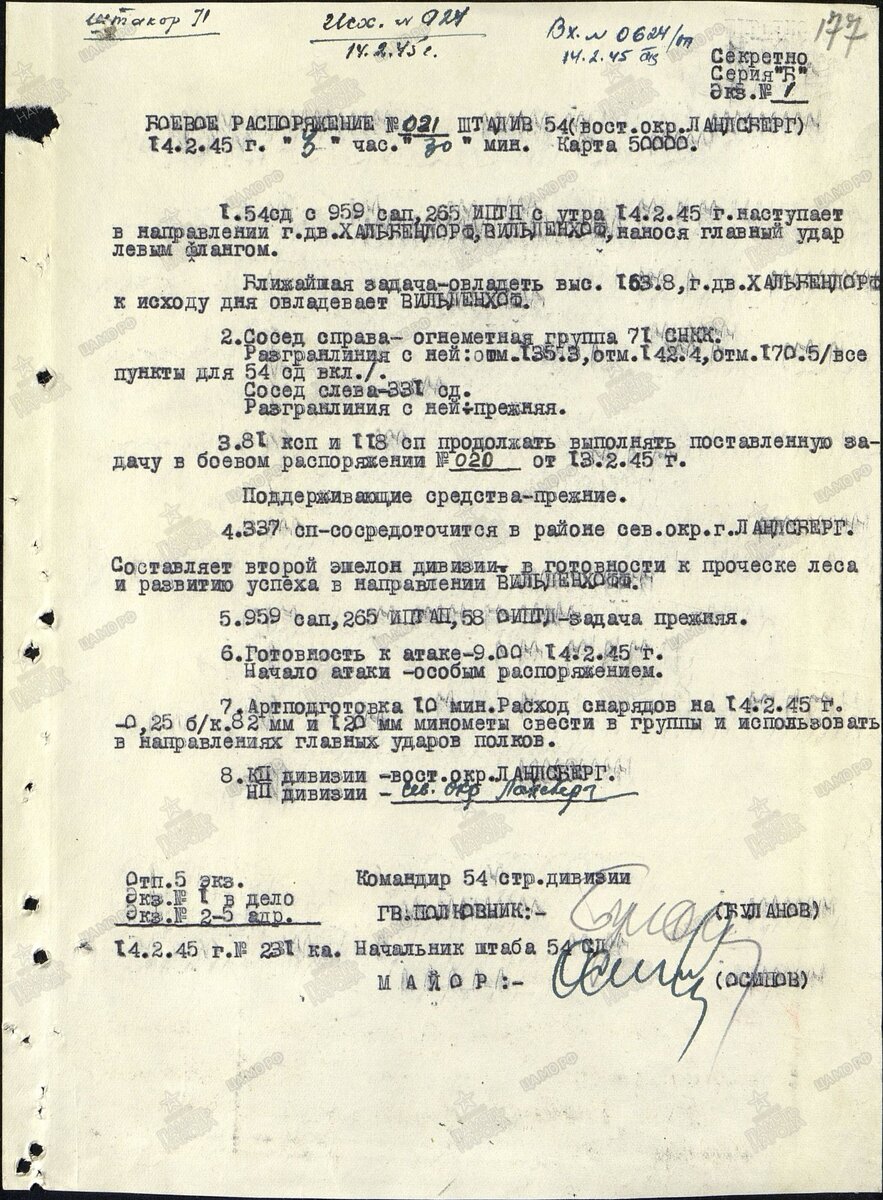 штакор 71
Исх. № 924
14.2.45 г.
Вх. № 0624/оп
14.2.45
177
Секретно
Серия "Б"
Экз.№ 1
БОЕВОЕ РАСПОРЯЖЕНИЕ №021 ШТАДИВ 54(вост.окр.ЛАНДСБЕРГ)
14.2.45 г. "3" час."30" мин. Карта 50000.
1.54сд с 959 сап,265 ИПТП с утра 14.2.45 г.наступает
в направлении г.дв.ХАЛЬБЕНДОРФ,ВИЛЬДЕНХОФ,нанося главный удар
левым флангом.
Ближайшая задача-овладеть выс. 163.8,г.дв.ХАЛЬБЕНДОРФ
к исходу дня овладевает ВИЛЬДЕНХОФ.
2.Сосед справа- огнеметная группа 71 СНКК.
Разгранлиния с ней:отм.135.3,отм.142.4,отм.170.5/все
пункты для 54 сд вкл./.
Сосед слева-331 сд.
Разгранлиния с ней-прежняя.
3.81 ксп и 118 сп продолжать выполнять поставленную за-
дачу в боевом распоряжении №020 от 13.2.45 г.
Поддерживающие средства-прежние.
4.337 сп-сосредоточится в районе сев.окр.г.ЛАНДСБЕРГ.
Составляет второй эшелон дивизии- в готовности к проческе леса
и развитию успеха в направлении ВИЛЬДЕНХОФФ.
5.959 сап,265 ИПТАП,58 ОИПТД-задача прежняя.
6.Готовность к атаке-9.00 14.2.45 г.
Начало атаки -особым распоряжением.
7.Артподготовка 10 мин.Расход снарядов на 14.2.45 г.
-0,25 б/к.82 мм и 120 мм минометы свести в группы и использовать
в направлениях главных ударов полков.
8.КП дивизии -вост.окр.ЛАНДСБЕРГ.
НП дивизии - сев. окр Ландсберг
Отп.5 экз.
Экз.№ 1 в дело
Экз.№ 2-5 адр.
14.2.45 г.№ 231 ка.
Командир 54 стр.дивизии
ГВ.ПОЛКОВНИК:- (БУЛАНОВ)
Начальник штаба 54 СД
МАЙОР:- (ОСИПОВ)